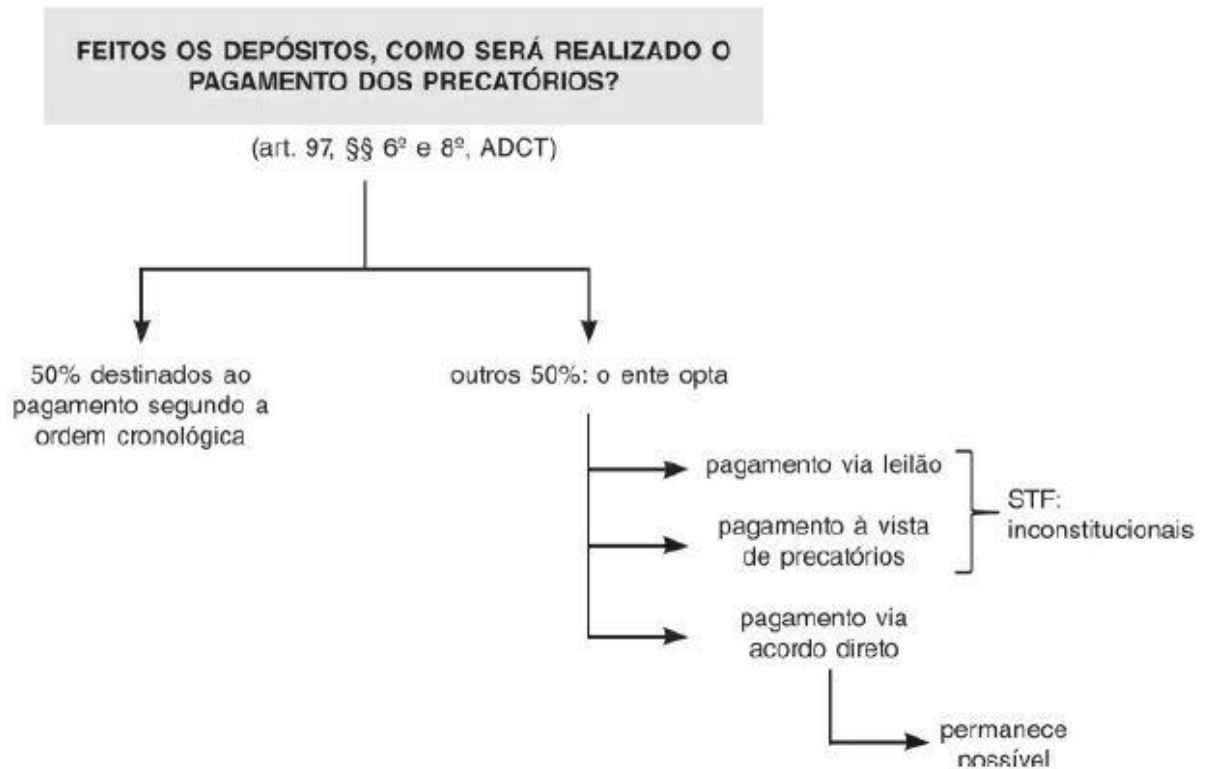 FEITOS OS DEPÓSITOS, COMO SERÁ REALIZADO O
PAGAMENTO DOS PRECATÓRIOS?
(art. 97, §§ 6º e 8º, ADCT)
50% destinados ao
pagamento segundo a
ordem cronológica
outros 50%: o ente opta
pagamento via leilão
pagamento à vista
de precatórios
STF:
inconstitucionais
pagamento via
acordo direto
permanece
possível